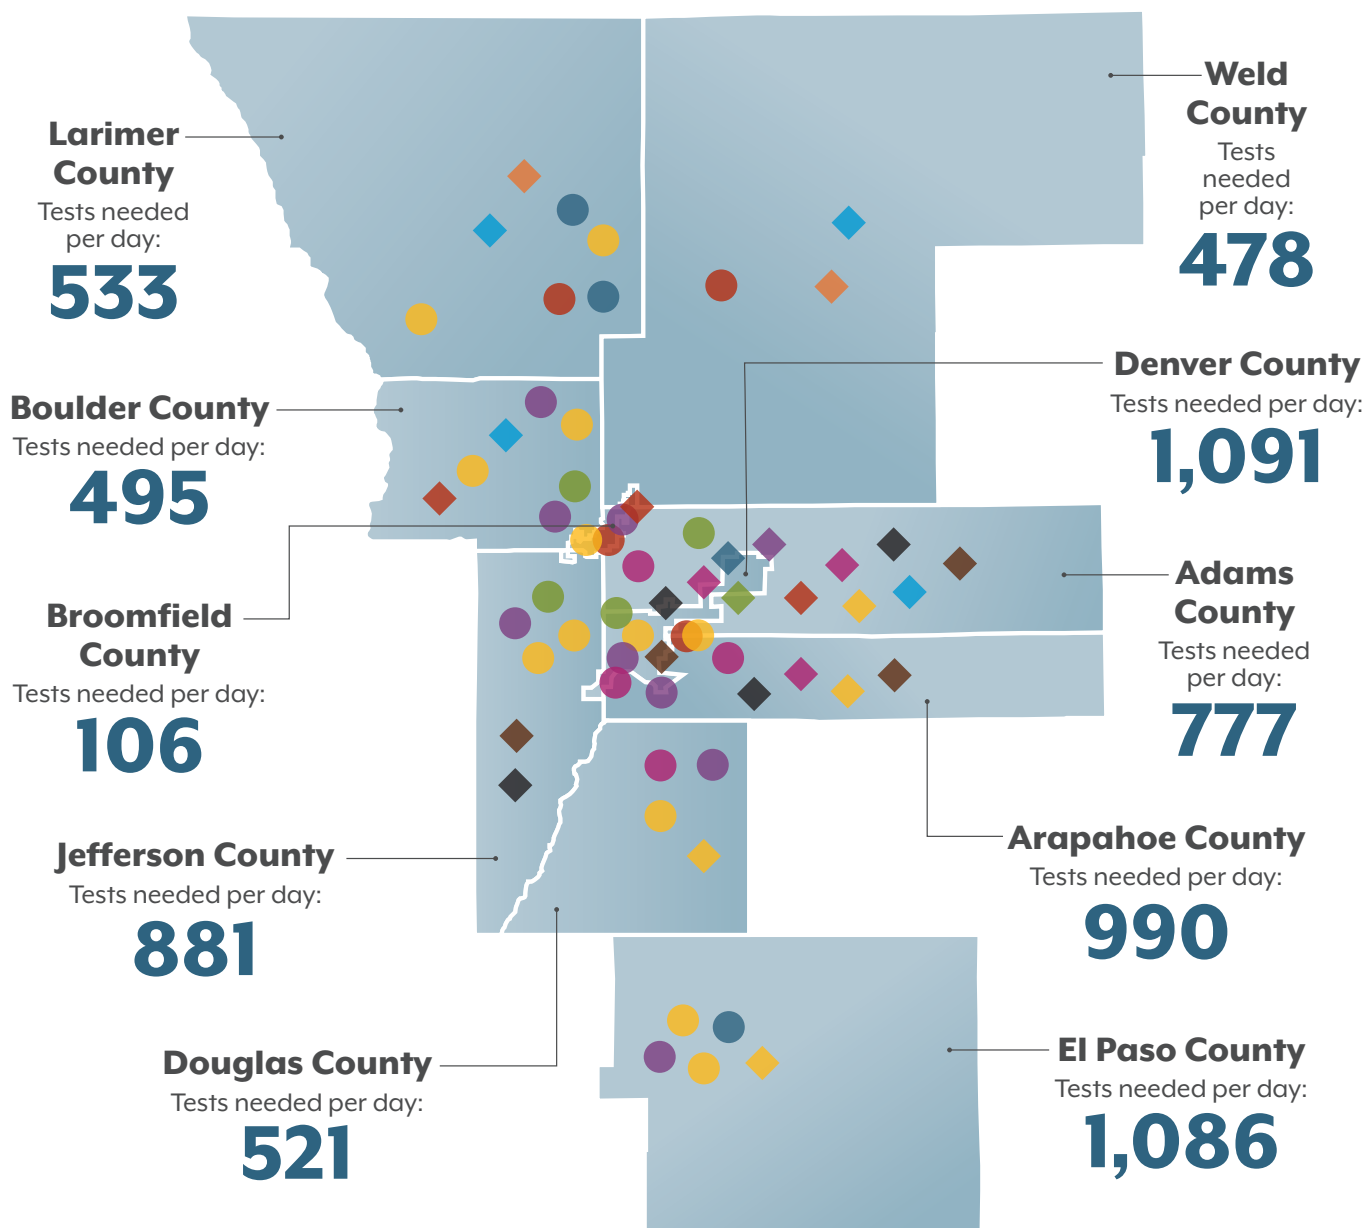 Larimer
County
Tests needed
per day:
533
Weld
County
Tests
needed
per day:
478
Boulder County
Tests needed per day:
495
Denver County
Tests needed per day:
1,091
Broomfield
County
Tests needed per day:
106
Adams
County
Tests needed
per day:
777
Jefferson County
Tests needed per day:
881
Arapahoe County
Tests needed per day:
990
Douglas County
Tests needed per day:
521
El Paso County
Tests needed per day:
1,086